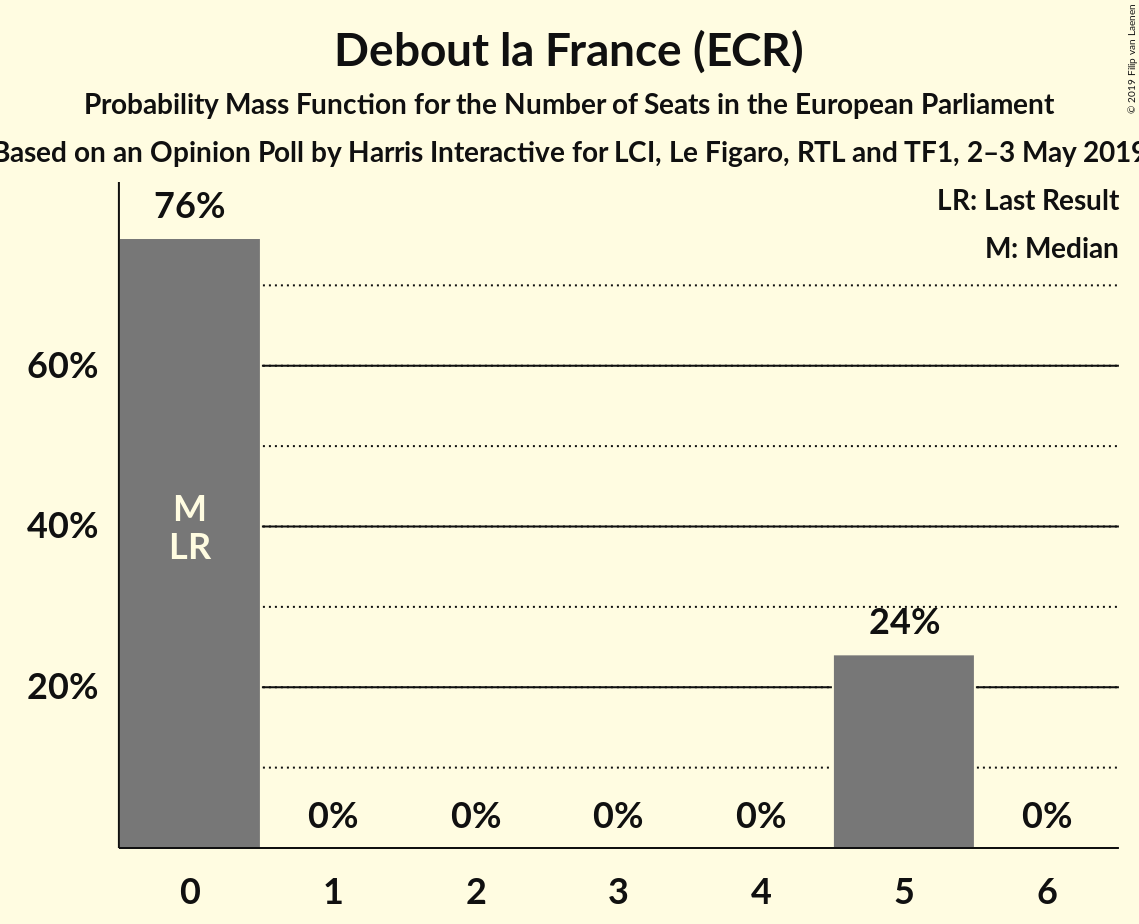 Debout la France (ECR)
Probability Mass Function for the Number of Seats in the European Parliament
Based on an Opinion Poll by Harris Interactive for LCI, Le Figaro, RTL and TF1, 2–3 May 2019
© 2019 Filip van Laenen
LR: Last Result
M: Median
76%
60%
40%
20%
M
LR
0%
0%
0%
0%
24%
0%
0
1
2
3
4
5
6